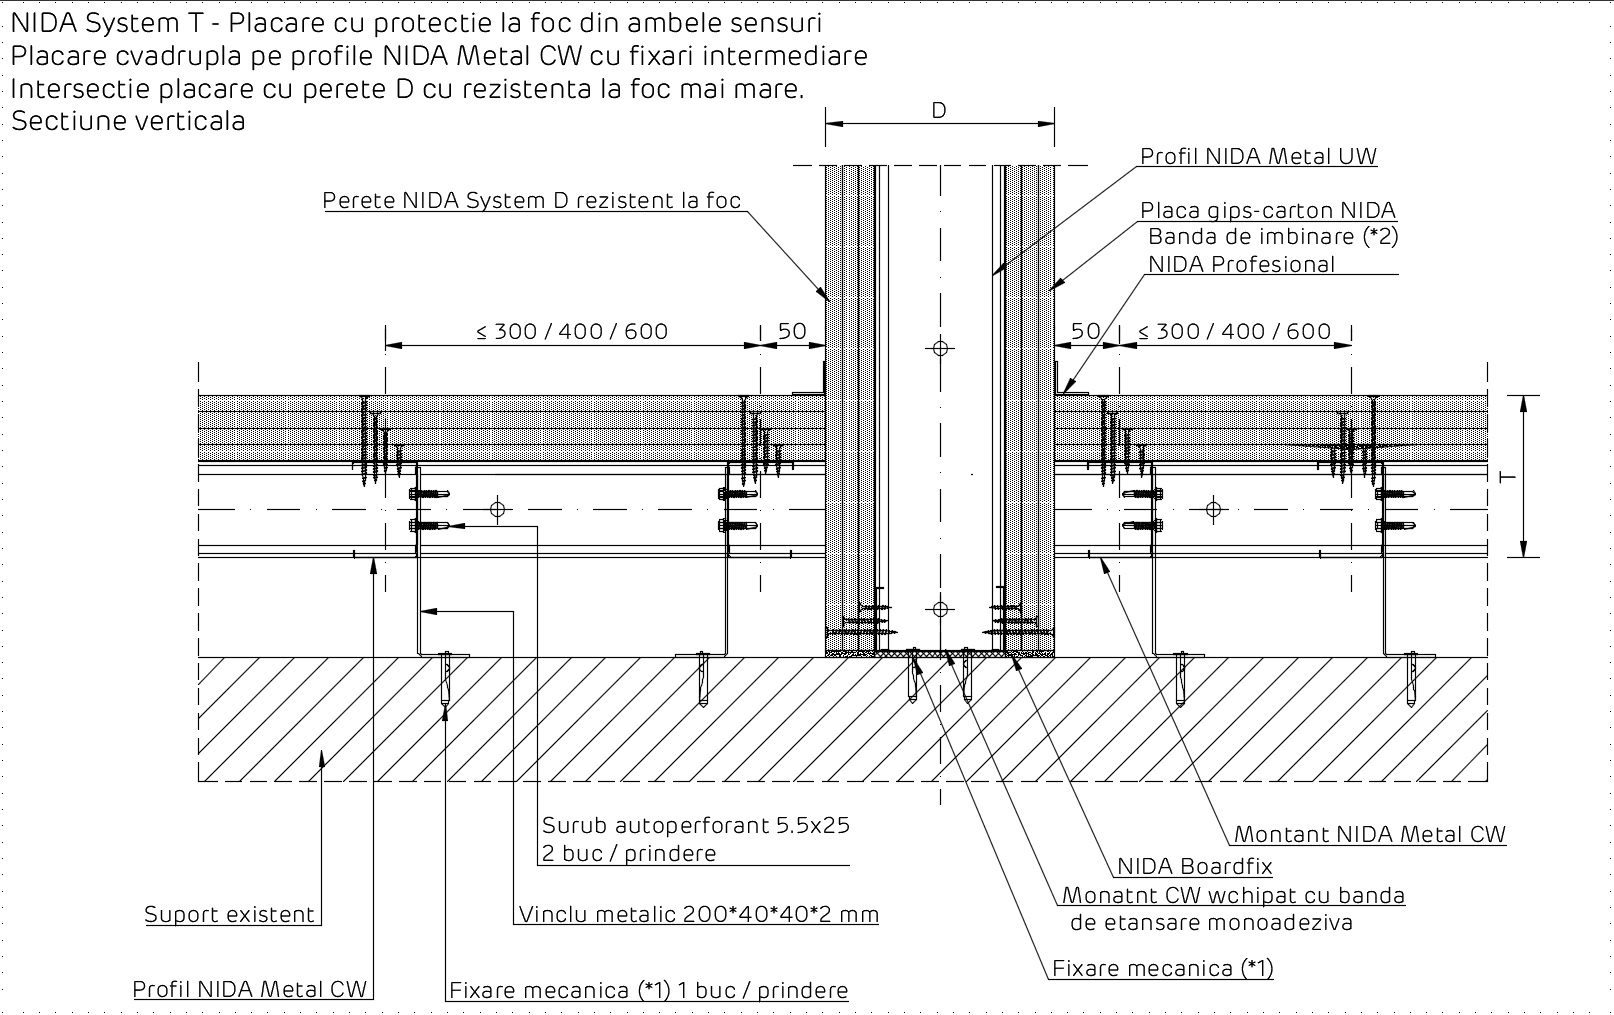 NIDA System T - Placare cu protectie la foc din ambele sensuri
Placare cvadrupla pe profile NIDA Metal CW cu fixari intermediare
Intersectie placare cu perete D cu rezistenta la foc mai mare.
Sectiune verticala
D
Profil NIDA Metal UW
Perete NIDA System D rezistent la foc
Placa gips-carton NIDA
Banda de imbinare (*2)
NIDA Profesional
≤ 300 / 400 / 600
50
50
≤ 300 / 400 / 600
T
Surub autoperforant 5.5x25
2 buc / prindere
Montant NIDA Metal CW
NIDA Boardfix
Monatnt CW wchipat cu banda
de etansare monoadeziva
Suport existent
Vinclu metalic 200*40*40*2 mm
Fixare mecanica (*1)
Profil NIDA Metal CW
Fixare mecanica (*1) 1 buc / prindere